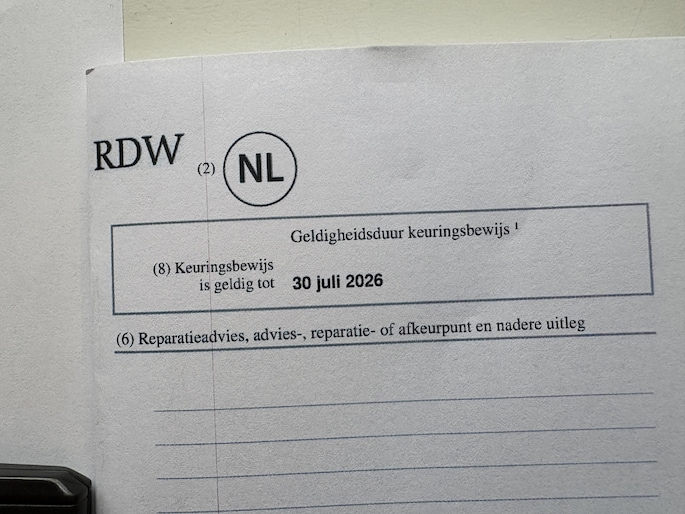 RDW (2) NL
Geldigheidsduur keuringsbewijs ¹
(8) Keuringsbewijs
is geldig tot 30 juli 2026
(6) Reparatieadvies, advies-, reparatie- of afkeurpunt en nadere uitleg